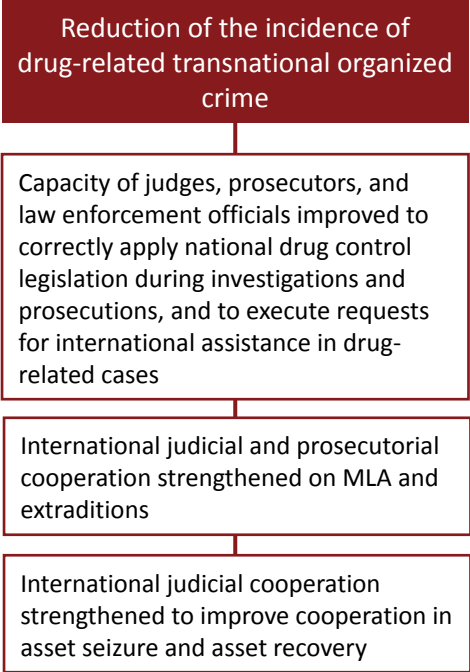 Reduction of the incidence of
drug-related transnational organized
crime
Capacity of judges, prosecutors, and
law enforcement officials improved to
correctly apply national drug control
legislation during investigations and
prosecutions, and to execute requests
for international assistance in drug-
related cases
International judicial and prosecutorial
cooperation strengthened on MLA and
extraditions
International judicial cooperation
strengthened to improve cooperation in
asset seizure and asset recovery